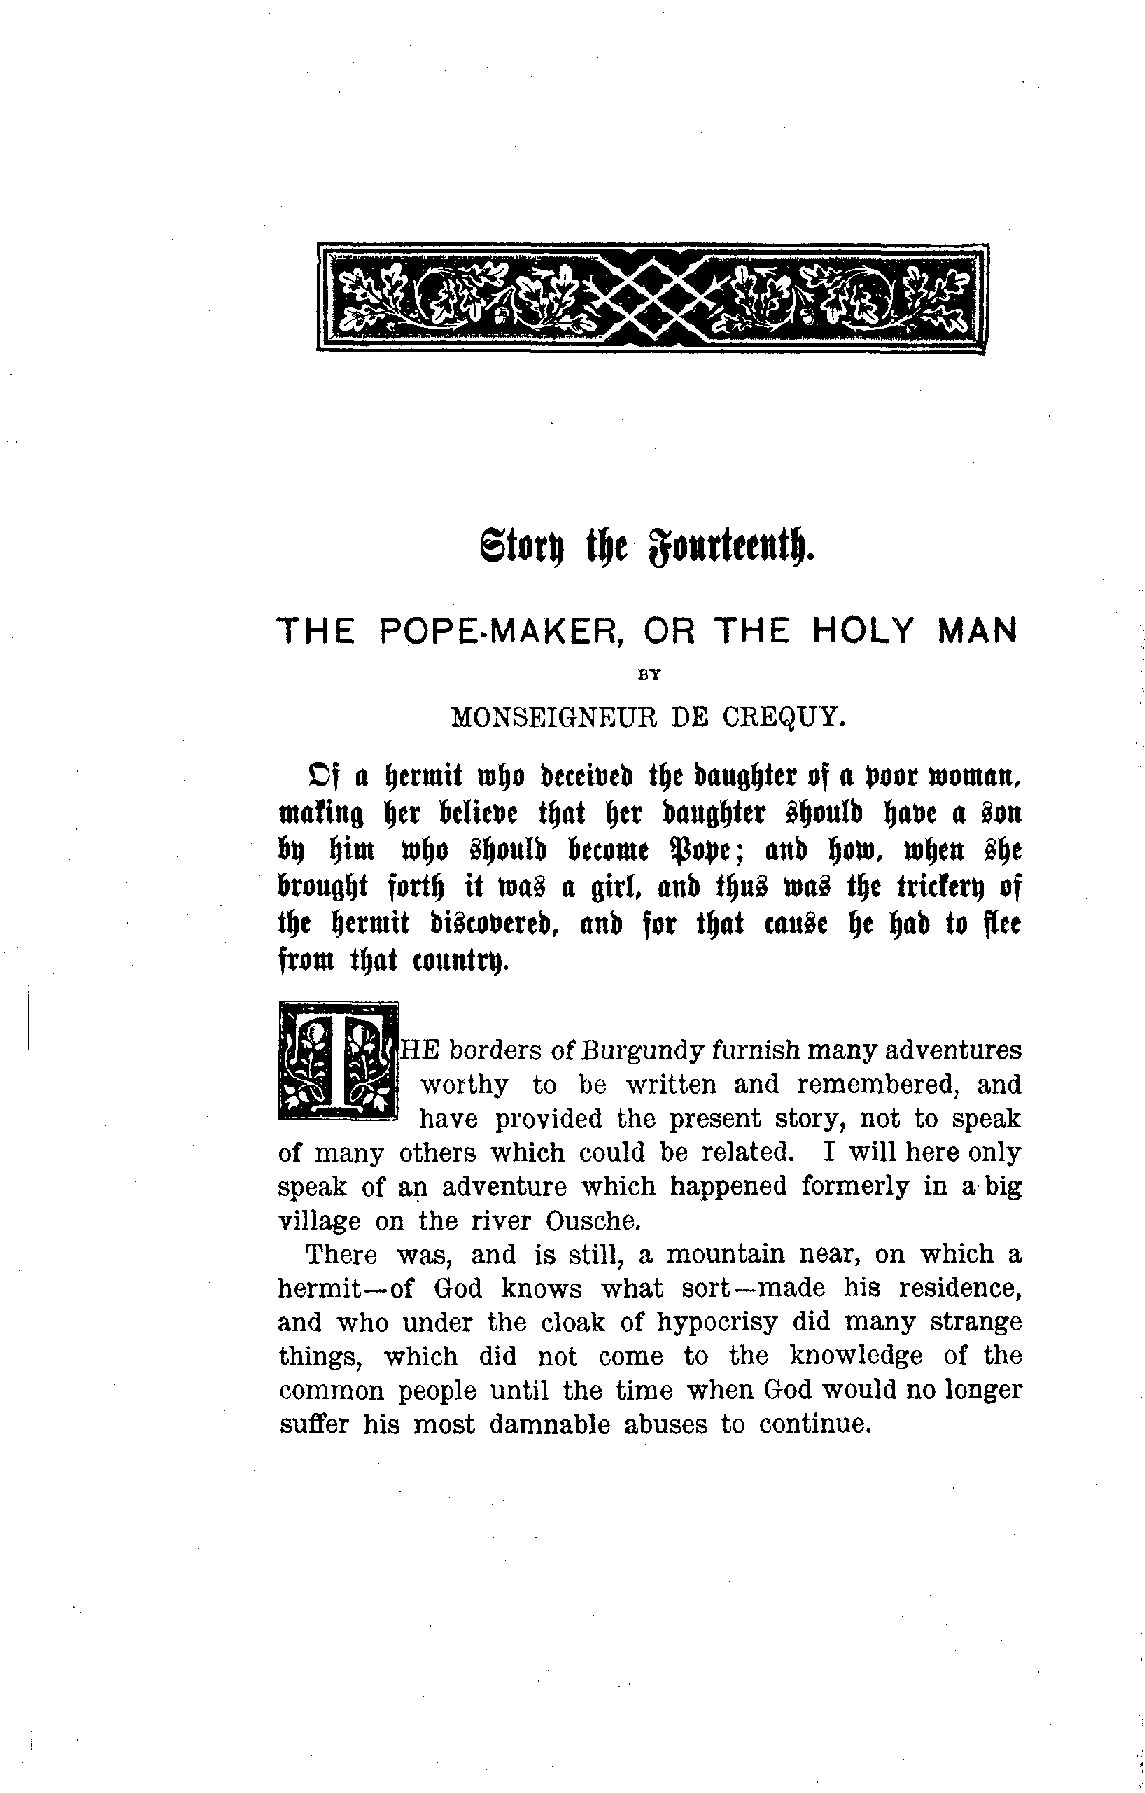 Story the Fourteenth.
THE POPE-MAKER, OR THE HOLY MAN
BY
MONSEIGNEUR DE CREQUY.
Of a hermit who deceived the daughter of a poor woman,
making her believe that her daughter should have a son
by him who should become Pope; and how, when she
brought forth it was a girl, and thus was the trickery of
the hermit discovered, and for that cause he had to flee
from that country.
THE borders of Burgundy furnish many adventures
worthy to be written and remembered, and
have provided the present story, not to speak
of many others which could be related. I will here only
speak of an adventure which happened formerly in a big
village on the river Ousche.
There was, and is still, a mountain near, on which a
hermit—of God knows what sort—made his residence,
and who under the cloak of hypocrisy did many strange
things, which did not come to the knowledge of the
common people until the time when God would no longer
suffer his most damnable abuses to continue.